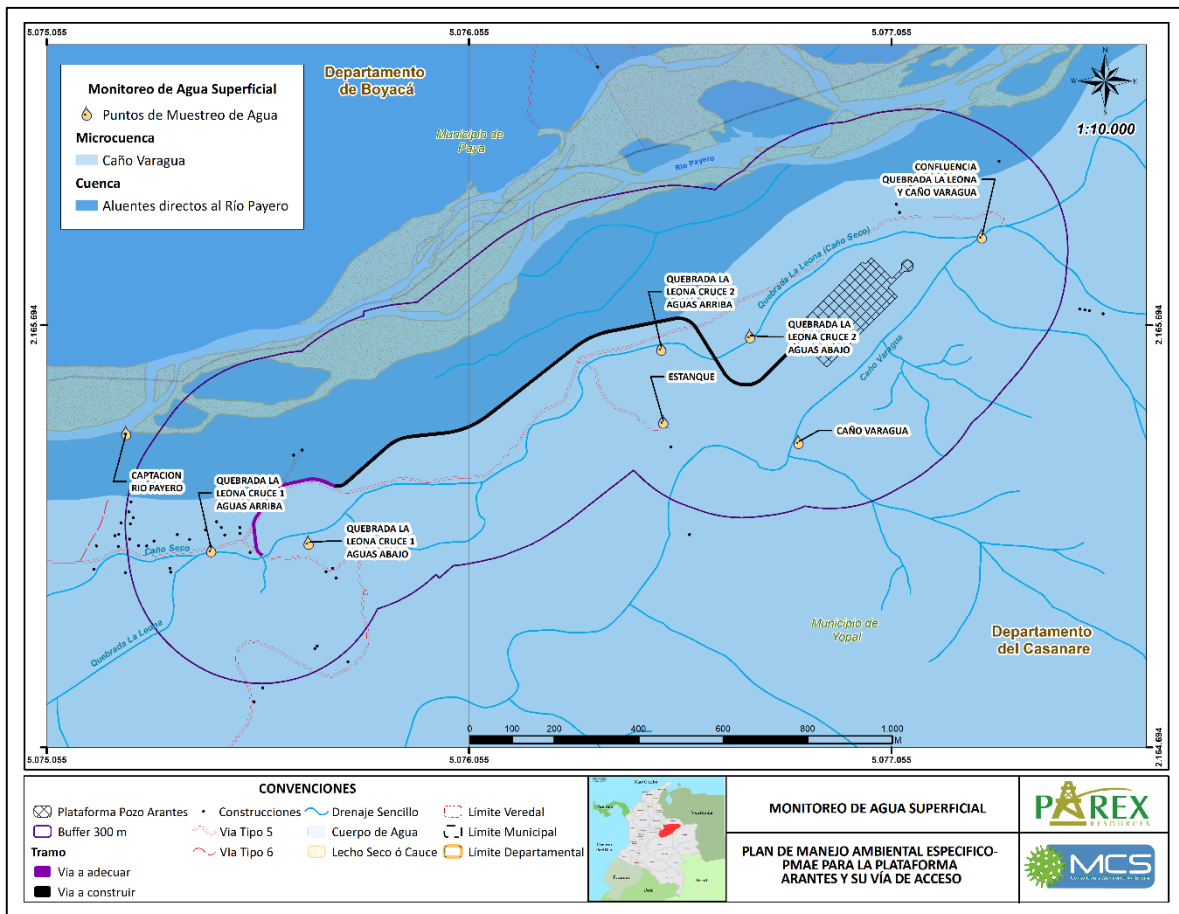 5.075.055
5.076.055
5.077.055
Monitoreo de Agua Superficial
Puntos de Muestreo de Agua
Microcuenca
Caño Varagua
Cuenca
Aluentes directos al Río Payero
Departamento
de Boyacá
Municipio de
Paya
Río Payero
N
W
E
S
1:10.000
CONFLUENCIA
QUEBRADA LA LEONA
Y CAÑO VARAGUA
Quebrada La Leona (Caño Seco)
QUEBRADA LA
LEONA CRUCE 2
AGUAS ARRIBA
2.165.694
2.165.694
QUEBRADA LA
LEONA CRUCE 2
AGUAS ABAJO
ESTANQUE
Caño Varagua
CAÑO VARAGUA
CAPTACION
RIO PAYERO
QUEBRADA LA
LEONA CRUCE 1
AGUAS ARRIBA
QUEBRADA LA
LEONA CRUCE 1
AGUAS ABAJO
Caño Seco
Quebrada La Leona
Municipio de
Yopal
Departamento
del Casanare
0 100 200 400 600 800 1.000
M
2.164.694
5.075.055
5.076.055
5.077.055
CONVENCIONES
Plataforma Pozo Arantes
Construcciones
Drenaje Sencillo
Límite Veredal
Buffer 300 m
Vía Tipo 5
Cuerpo de Agua
Límite Municipal
Tramo
VIa Tipo 6
Lecho Seco ó Cauce
Límite Departamental
Via a adecuar
Via a construir
MONITOREO DE AGUA SUPERFICIAL
PLAN DE MANEJO AMBIENTAL ESPECIFICO-
PMAE PARA LA PLATAFORMA
ARANTES Y SU VÍA DE ACCESO
PAREX
RESOURCES
MCS